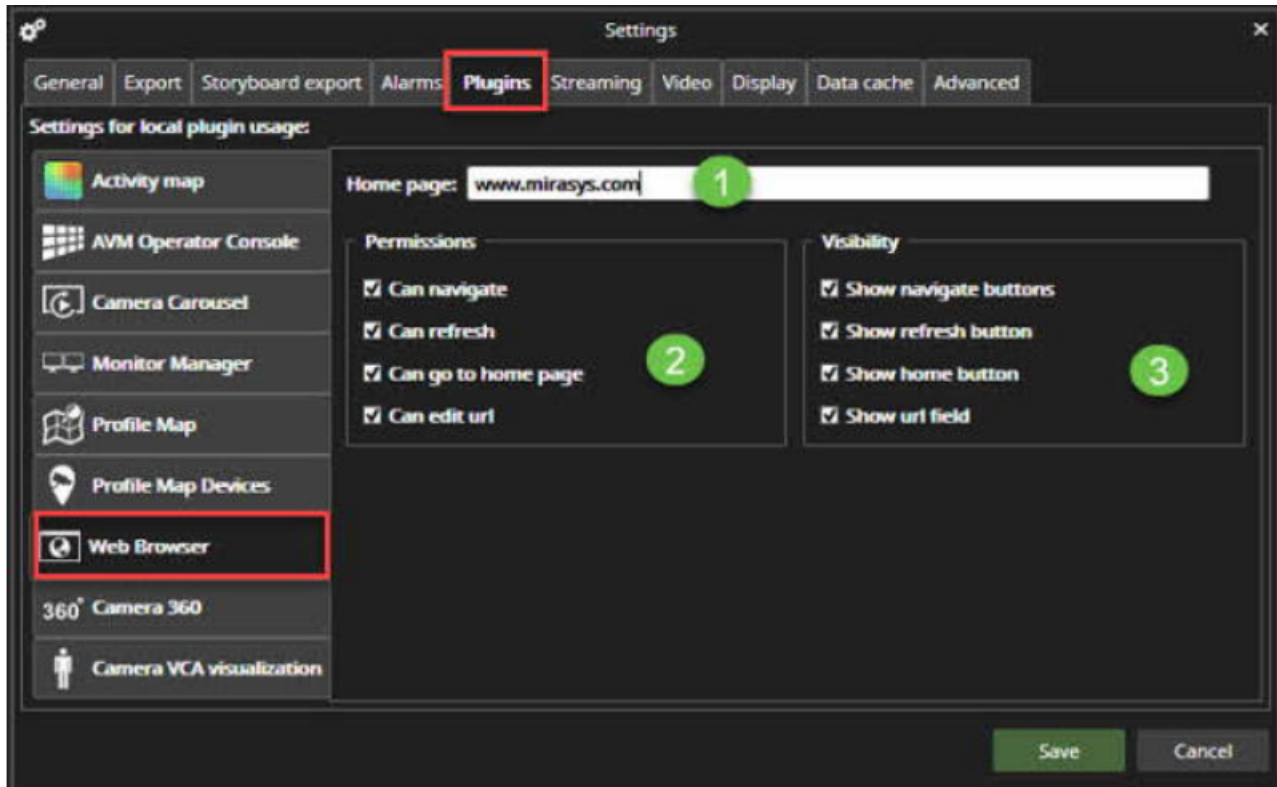 Settings
General Export Storyboard export Alarms Plugins Streaming Video Display Data cache Advanced
Settings for local plugin usage:
Activity map
AVM Operator Console
Camera Carousel
Monitor Manager
Profile Map
Profile Map Devices
Web Browser
360° Camera 360
Camera VCA visualization
Home page: www.mirasys.com 1
Permissions
Can navigate
Can refresh
Can go to home page
Can edit url
2
Visibility
Show navigate buttons
Show refresh button
Show home button
Show url field
3
Save Cancel